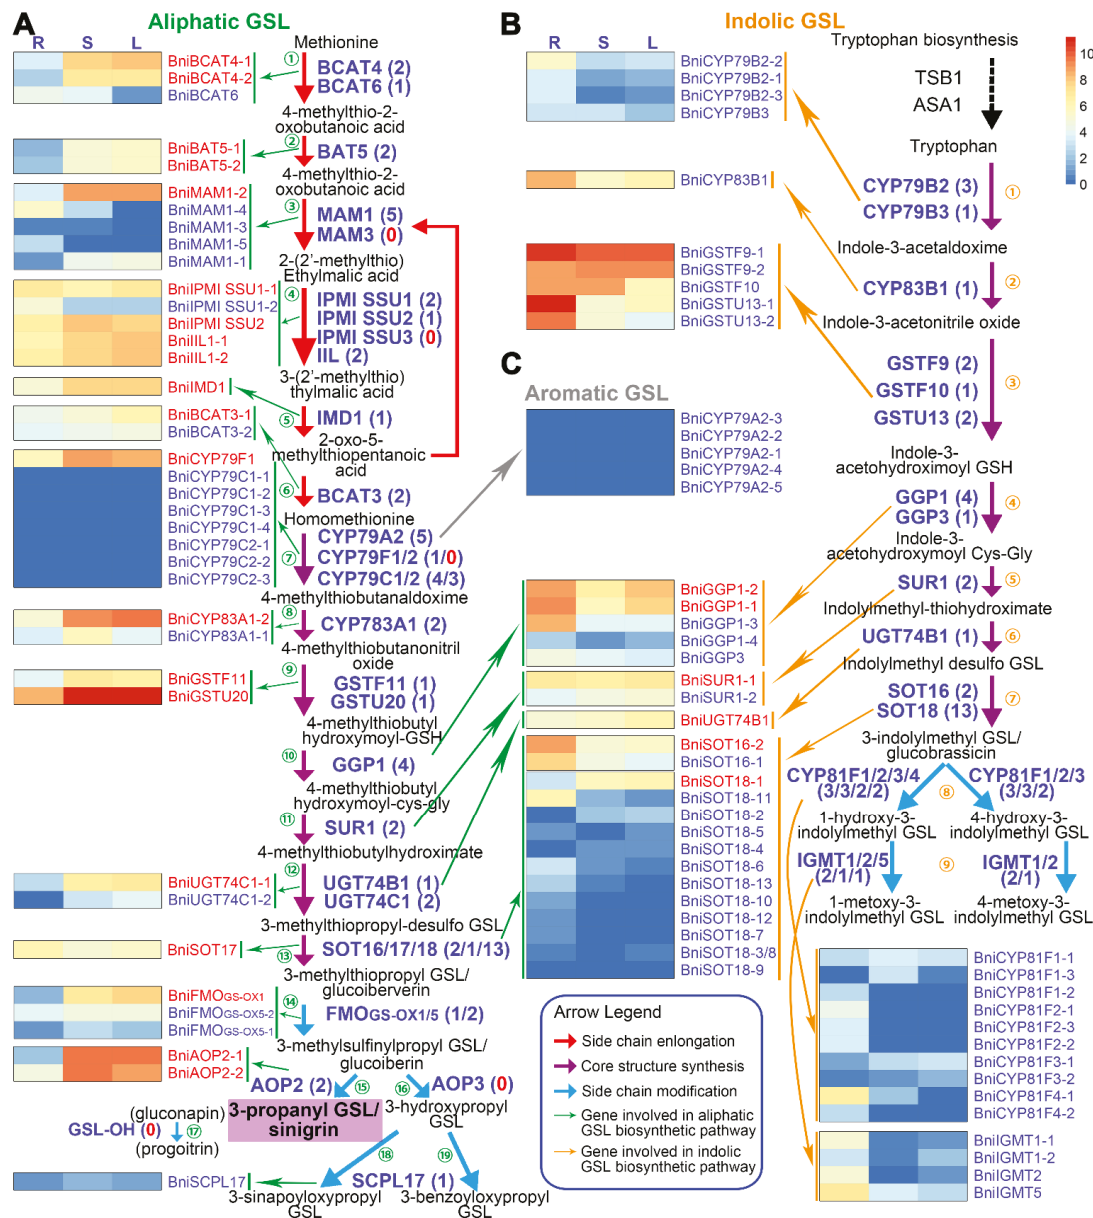 A
Aliphatic GSL
R S L
BniBCAT4-1
BniBCAT4-2
BniBCAT6
BniBAT5-1
BniBAT5-2
BniMAM1-2
BniMAM1-4
BniMAM1-3
BniMAM1-5
BniMAM1-1
BniIPMI SSU1-1
BniIPMI SSU1-2
BniIPMI SSU2
BniIIL1-1
BniIIL1-2
BniIMD1
BniBCAT3-1
BniBCAT3-2
BniCYP79F1
BniCYP79C1-1
BniCYP79C1-2
BniCYP79C1-3
BniCYP79C1-4
BniCYP79C2-1
BniCYP79C2-2
BniCYP79C2-3
BniCYP83A1-2
BniCYP83A1-1
BniGSTF11
BniGSTU20
BniUGT74C1-1
BniUGT74C1-2
BniSOT17
BniFMOGS-OX1
BniFMOGS-OX5-2
BniFMOGS-OX5-1
BniAOP2-1
BniAOP2-2
BniSCPL17
Methionine
①
BCAT4 (2)
BCAT6 (1)
4-methylthio-2-
oxobutanoic acid
②
BAT5 (2)
4-methylthio-2-
oxobutanoic acid
③
MAM1 (5)
MAM3 (0)
2-(2'-methylthio)
Ethylmalic acid
④
IPMI SSU1 (2)
IPMI SSU2 (1)
IPMI SSU3 (0)
IIL (2)
3-(2'-methylthio)
thylmalic acid
⑤
IMD1 (1)
2-oxo-5-
methylthiopentanoic
acid
⑥
BCAT3 (2)
Homomethionine
⑦
CYP79A2 (5)
CYP79F1/2 (1/0)
CYP79C1/2 (4/3)
4-methylthiobutanaldoxime
⑧
CYP783A1 (2)
4-methylthiobutanonitril
oxide
⑨
GSTF11 (1)
GSTU20 (1)
4-methylthiobutyl
hydroxymoyl-GSH
⑩
GGP1 (4)
4-methylthiobutyl
hydroxymoyl-cys-gly
⑪
SUR1 (2)
4-methylthiobutylhydroximate
⑫
UGT74B1 (1)
UGT74C1 (2)
3-methylthiopropyl-desulfo GSL
⑬
SOT16/17/18 (2/1/13)
3-methylthiopropyl GSL/
glucoiberverin
⑭
FMOGS-OX1/5 (1/2)
3-methylsulfinylpropyl GSL/
glucoiberin
AOP2 (2)
⑮
⑯
AOP3 (0)
3-propanyl GSL/
sinigrin
3-hydroxypropyl
GSL
(gluconapin)
GSL-OH (0)
⑰
(progoitrin)
⑱
⑲
SCPL17 (1)
3-sinapoyloxypropyl
GSL
3-benzoyloxypropyl
GSL
B
Indolic GSL
R S L
BniCYP79B2-2
BniCYP79B2-1
BniCYP79B2-3
BniCYP79B3
BniCYP83B1
BniGSTF9-1
BniGSTF9-2
BniGSTF10
BniGSTU13-1
BniGSTU13-2
Tryptophan biosynthesis
TSB1
ASA1
Tryptophan
CYP79B2 (3)
CYP79B3 (1)
①
Indole-3-acetaldoxime
CYP83B1 (1)
②
Indole-3-acetonitrile oxide
GSTF9 (2)
GSTF10 (1)
GSTU13 (2)
③
Indole-3-
acetohydroximoyl GSH
GGP1 (4)
GGP3 (1)
④
Indole-3-
acetohydroxymoyl Cys-Gly
SUR1 (2)
⑤
Indolylmethyl-thiohydroximate
UGT74B1 (1)
⑥
Indolylmethyl desulfo GSL
SOT16 (2)
SOT18 (13)
⑦
3-indolylmethyl GSL/
glucobrassicin
CYP81F1/2/3/4
(3/3/2/2)
CYP81F1/2/3
(3/3/2)
⑧
1-hydroxy-3-
indolylmethyl GSL
4-hydroxy-3-
indolylmethyl GSL
IGMT1/2/5
(2/1/1)
⑨
IGMT1/2
(2/1)
1-metoxy-3-
indolylmethyl GSL
4-metoxy-3-
indolylmethyl GSL
10
8
6
4
2
0
C
Aromatic GSL
BniCYP79A2-3
BniCYP79A2-2
BniCYP79A2-1
BniCYP79A2-4
BniCYP79A2-5
BniGGP1-2
BniGGP1-1
BniGGP1-3
BniGGP1-4
BniGGP3
BniSUR1-1
BniSUR1-2
BniUGT74B1
BniSOT16-2
BniSOT16-1
BniSOT18-1
BniSOT18-11
BniSOT18-2
BniSOT18-5
BniSOT18-4
BniSOT18-6
BniSOT18-13
BniSOT18-10
BniSOT18-12
BniSOT18-7
BniSOT18-3/8
BniSOT18-9
BniCYP81F1-1
BniCYP81F1-3
BniCYP81F1-2
BniCYP81F2-1
BniCYP81F2-3
BniCYP81F2-2
BniCYP81F3-1
BniCYP81F3-2
BniCYP81F4-1
BniCYP81F4-2
BniIGMT1-1
BniIGMT1-2
BniIGMT2
BniIGMT5
Arrow Legend
Side chain enlongation
Core structure synthesis
Side chain modification
Gene involved in aliphatic
GSL biosynthetic pathway
Gene involved in indolic
GSL biosynthetic pathway